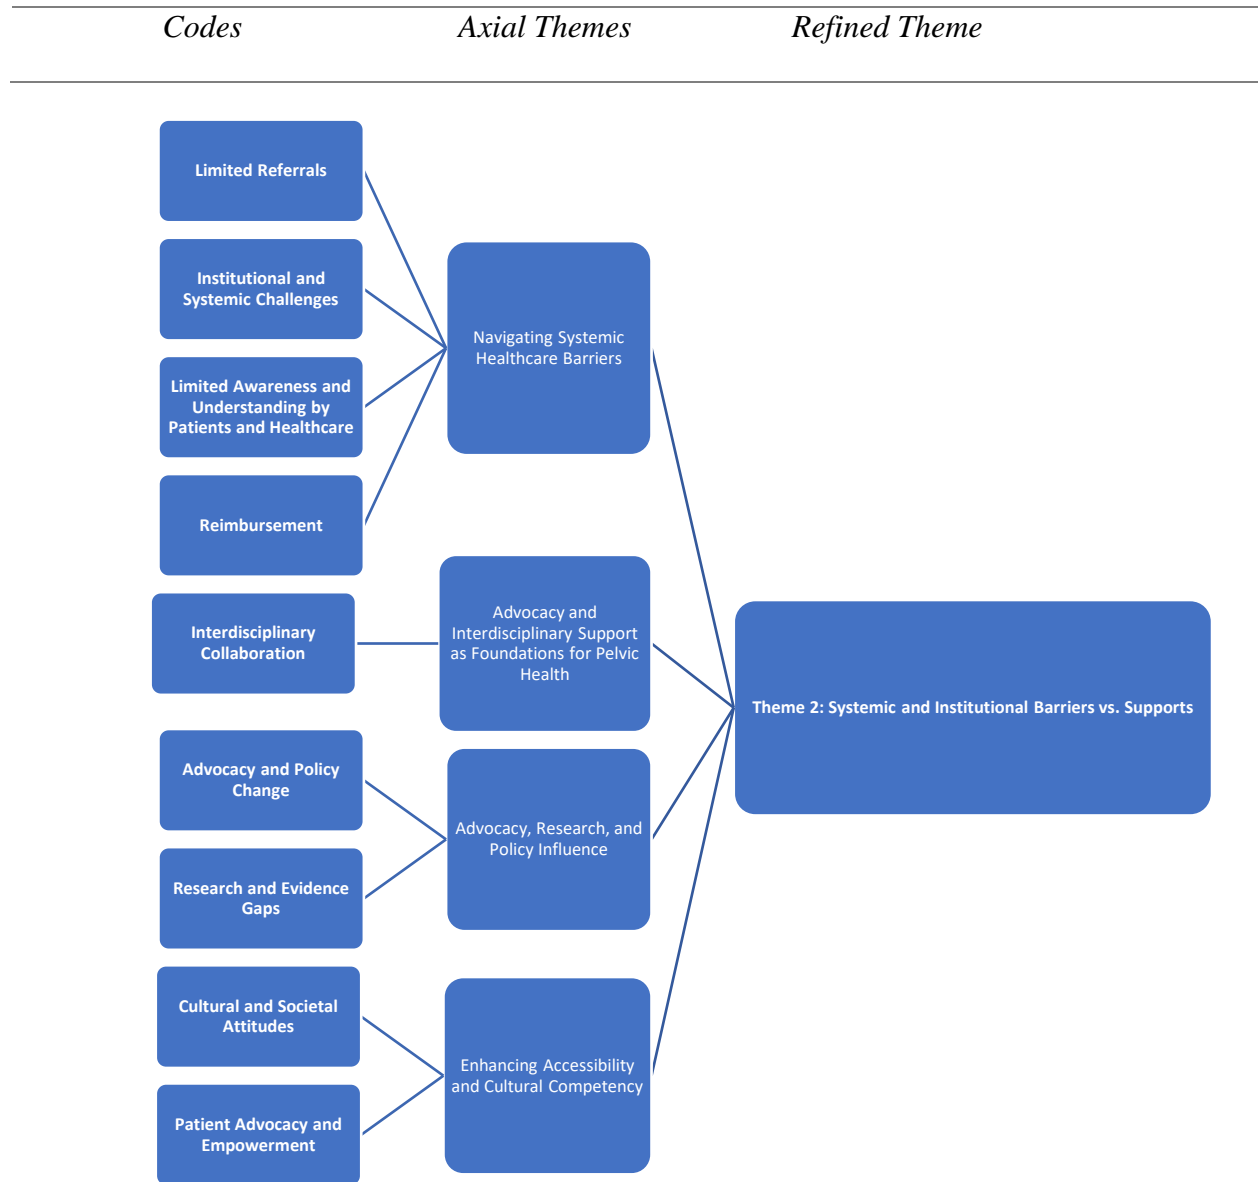 Codes
Axial Themes
Refined Theme
Limited Referrals
Institutional and
Systemic Challenges
Limited Awareness and
Understanding by
Patients and Healthcare
Reimbursement
Interdisciplinary
Collaboration
Advocacy and Policy
Change
Research and Evidence
Gaps
Cultural and Societal
Attitudes
Patient Advocacy and
Empowerment
Navigating Systemic
Healthcare Barriers
Advocacy and
Interdisciplinary Support
as Foundations for Pelvic
Health
Advocacy, Research, and
Policy Influence
Enhancing Accessibility
and Cultural Competency
Theme 2: Systemic and Institutional Barriers vs. Supports